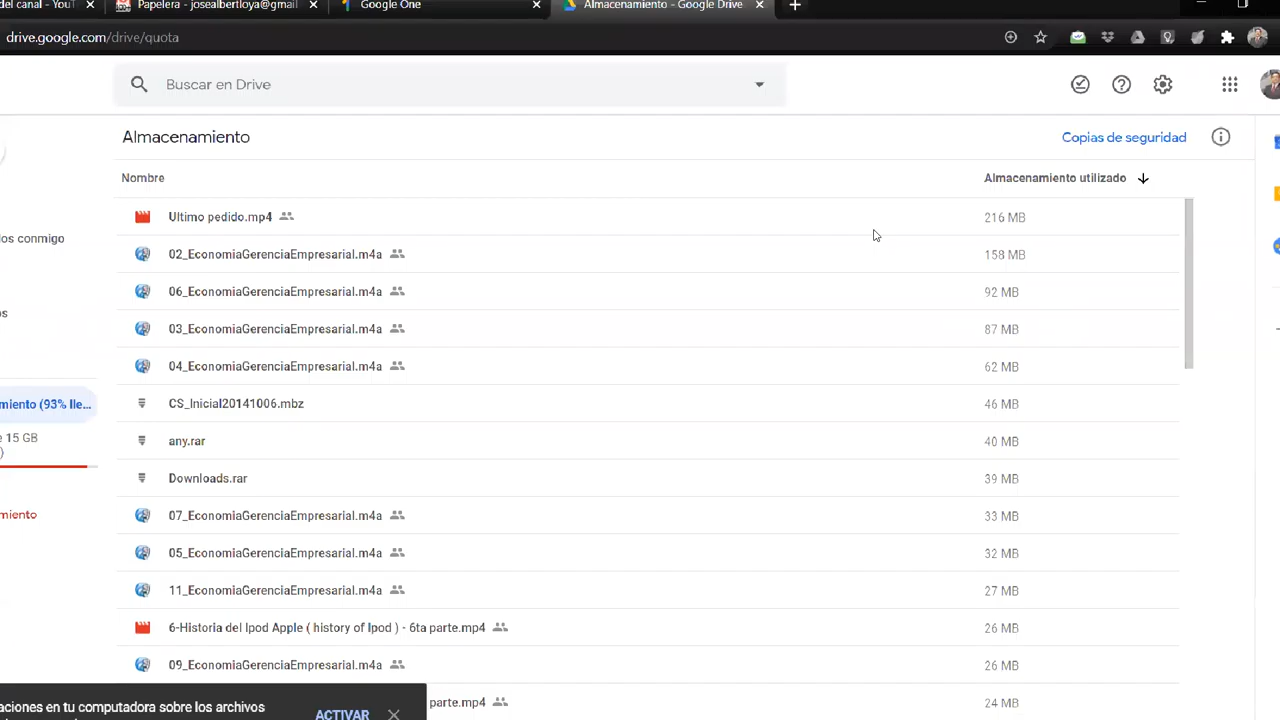 del canal - YouT
Papelera - josealbertloya@gmail
Google One
Almacenamiento - Google Drive
drive.google.com/drive/quota
Buscar en Drive
Almacenamiento
Copias de seguridad
Nombre
Almacenamiento utilizado
Ultimo pedido.mp4
216 MB
los conmigo
02_EconomiaGerenciaEmpresarial.m4a
158 MB
06_EconomiaGerenciaEmpresarial.m4a
92 MB
os
03_EconomiaGerenciaEmpresarial.m4a
87 MB
04_EconomiaGerenciaEmpresarial.m4a
62 MB
miento (93% lle...
CS_Inicial20141006.mbz
46 MB
e 15 GB
)
any.rar
40 MB
Downloads.rar
39 MB
miento
07_EconomiaGerenciaEmpresarial.m4a
33 MB
05_EconomiaGerenciaEmpresarial.m4a
32 MB
11_EconomiaGerenciaEmpresarial.m4a
27 MB
6-Historia del Ipod Apple ( history of Ipod ) - 6ta parte.mp4
26 MB
09_EconomiaGerenciaEmpresarial.m4a
26 MB
parte.mp4
24 MB
aciones en tu computadora sobre los archivos
ACTIVAR